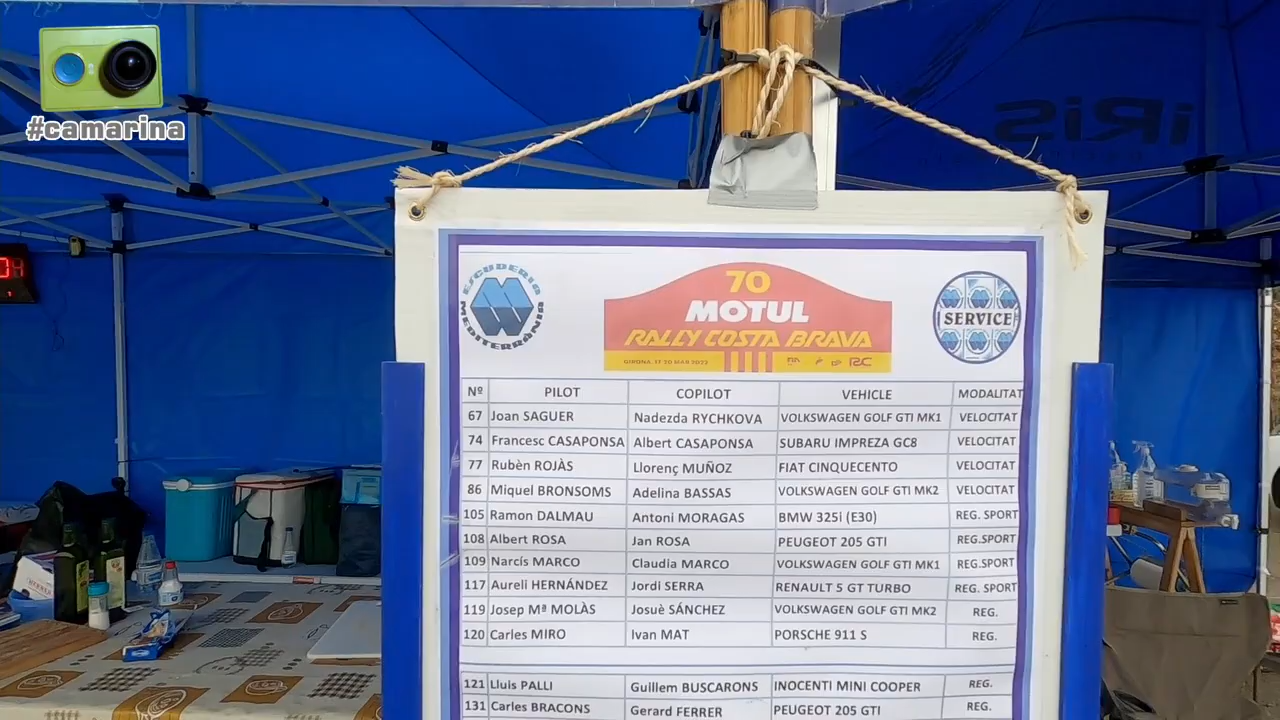 #camarina
iRiS
ESCUDERIA
MEDITERRÀNIA
70
MOTUL
RALLY COSTA BRAVA
SERVICE
Nº PILOT COPILOT VEHICLE MODALITAT
67 Joan SAGUER Nadezda RYCHKOVA VOLKSWAGEN GOLF GTI MK1 VELOCITAT
74 Francesc CASAPONSA Albert CASAPONSA SUBARU IMPREZA GC8 VELOCITAT
77 Rubèn ROJÀS Llorenç MUÑOZ FIAT CINQUECENTO VELOCITAT
86 Miquel BRONSOMS Adelina BASSAS VOLKSWAGEN GOLF GTI MK2 VELOCITAT
105 Ramon DALMAU Antoni MORAGAS BMW 325i (E30) REG. SPORT
108 Albert ROSA Jan ROSA PEUGEOT 205 GTI REG.SPORT
109 Narcís MARCO Claudia MARCO VOLKSWAGEN GOLF GTI MK1 REG.SPORT
117 Aureli HERNÁNDEZ Jordi SERRA RENAULT 5 GT TURBO REG. SPORT
119 Josep Mª MOLÀS Josuè SÁNCHEZ VOLKSWAGEN GOLF GTI MK2 REG.
120 Carles MIRO Ivan MAT PORSCHE 911 S REG.
121 Lluis PALLI Guillem BUSCARONS INOCENTI MINI COOPER REG.
131 Carles BRACONS Gerard FERRER PEUGEOT 205 GTI REG.